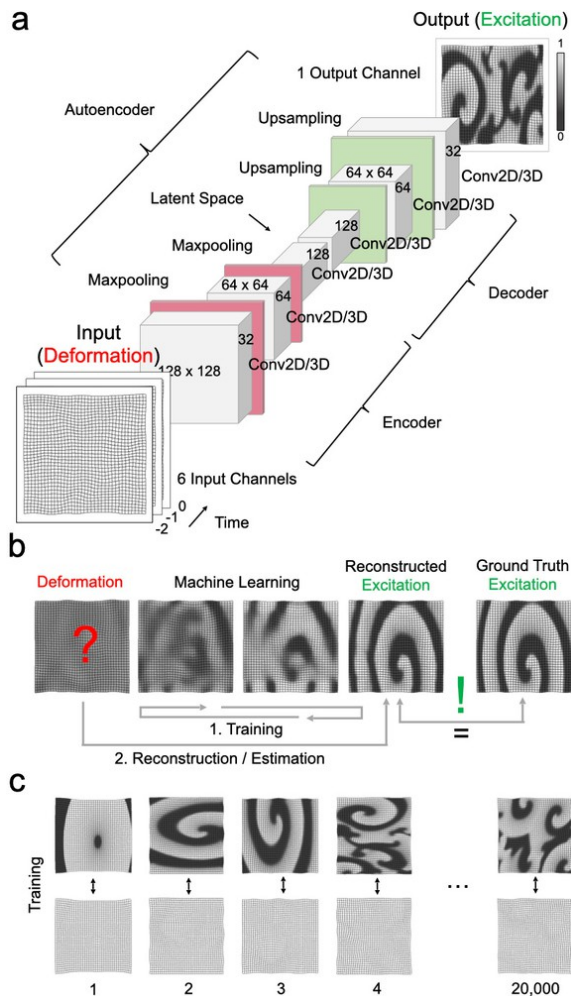 a
Output (Excitation)
1
0
1 Output Channel
Autoencoder
Upsampling
32
Conv2D/3D
Upsampling
64 x 64
64
Conv2D/3D
Latent Space
128
Conv2D/3D
Maxpooling
128
Conv2D/3D
Maxpooling
64 x 64
64
Conv2D/3D
Decoder
Input
(Deformation)
32
Conv2D/3D
128 x 128
Encoder
6 Input Channels
0
-1
-2
Time
b
Deformation
Machine Learning
Reconstructed
Excitation
Ground Truth
Excitation
?
!
=
1. Training
2. Reconstruction / Estimation
c
Training
...
1
2
3
4
20,000